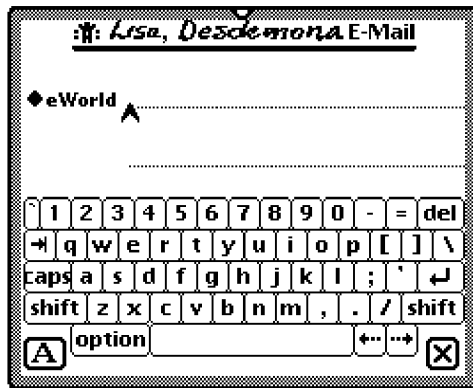 Lisa, Desdemona E-Mail
◆eWorld
` 1 2 3 4 5 6 7 8 9 0 - = del
q w e r t y u i o p [ ] \
caps a s d f g h j k l ; '
shift z x c v b n m , . / shift
A option